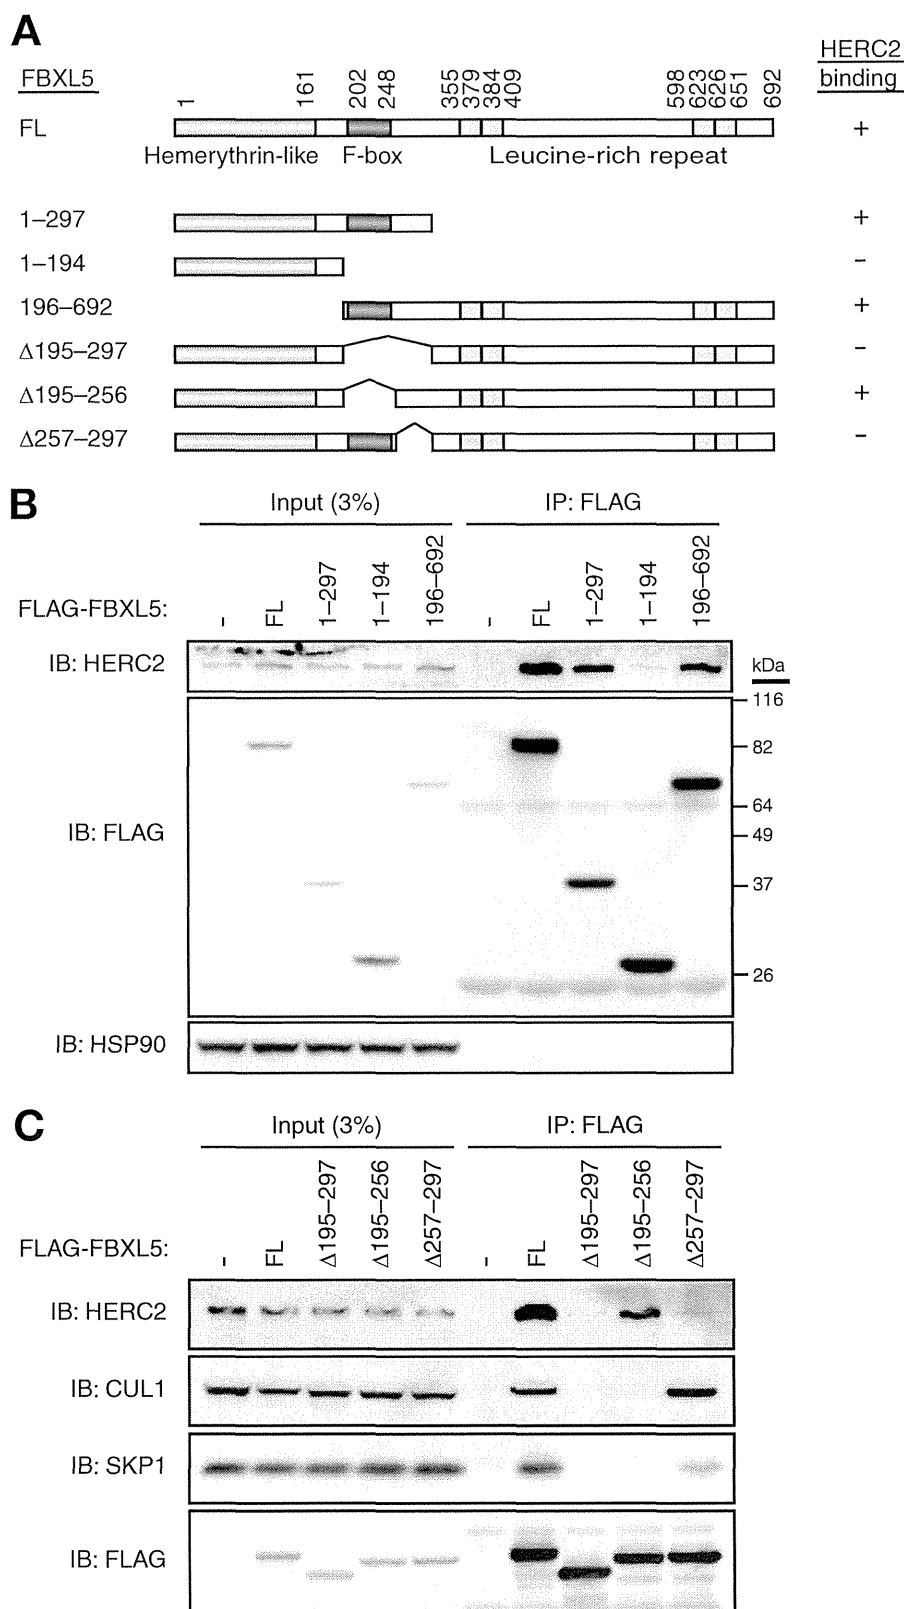 A
FBXL5
1 161 202 248 355 379 384 409 598 623 626 651 692
HERC2
binding
FL +
Hemerythrin-like F-box Leucine-rich repeat
1–297 +
1–194 –
196–692 +
Δ195–297 –
Δ195–256 +
Δ257–297 –
B
Input (3%) IP: FLAG
FLAG-FBXL5: - FL 1–297 1–194 196–692 - FL 1–297 1–194 196–692
IB: HERC2
kDa
116
82
64
IB: FLAG
49
37
26
IB: HSP90
C
Input (3%) IP: FLAG
FLAG-FBXL5: - FL Δ195–297 Δ195–256 Δ257–297 - FL Δ195–297 Δ195–256 Δ257–297
IB: HERC2
IB: CUL1
IB: SKP1
IB: FLAG